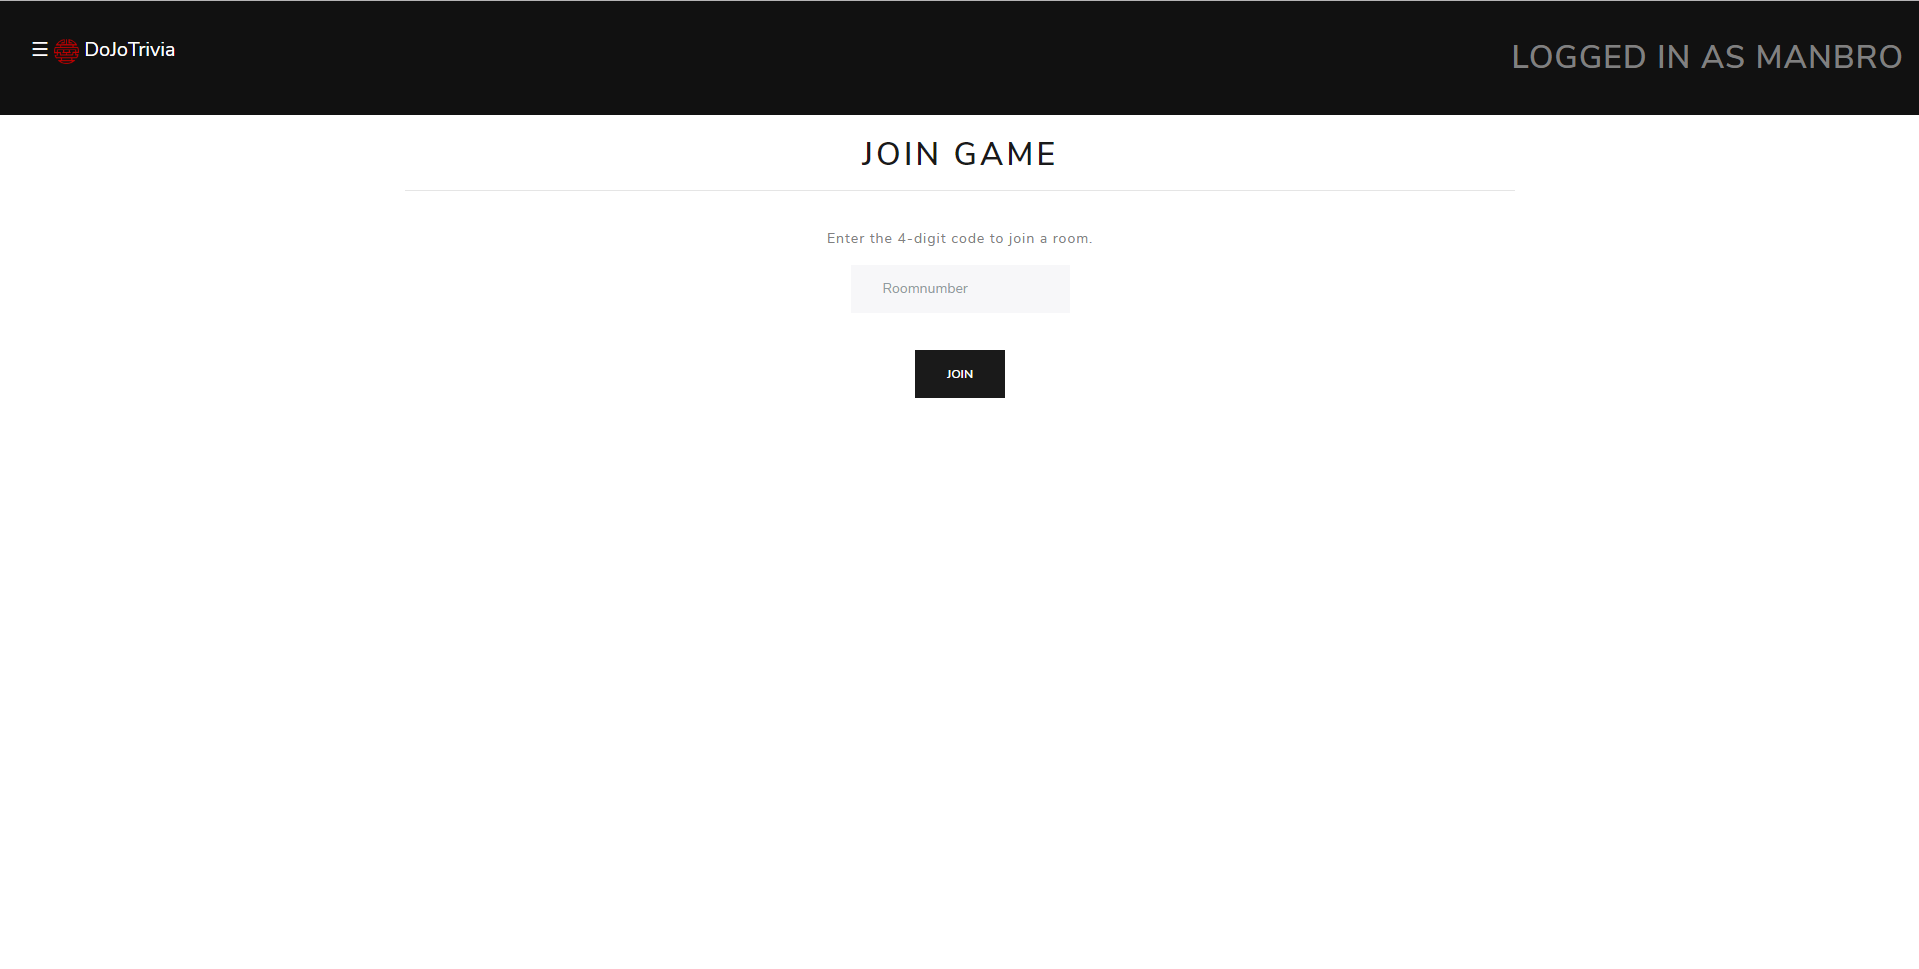 ☰ DoJoTrivia
LOGGED IN AS MANBRO
JOIN GAME
Enter the 4-digit code to join a room.
Roomnumber
JOIN